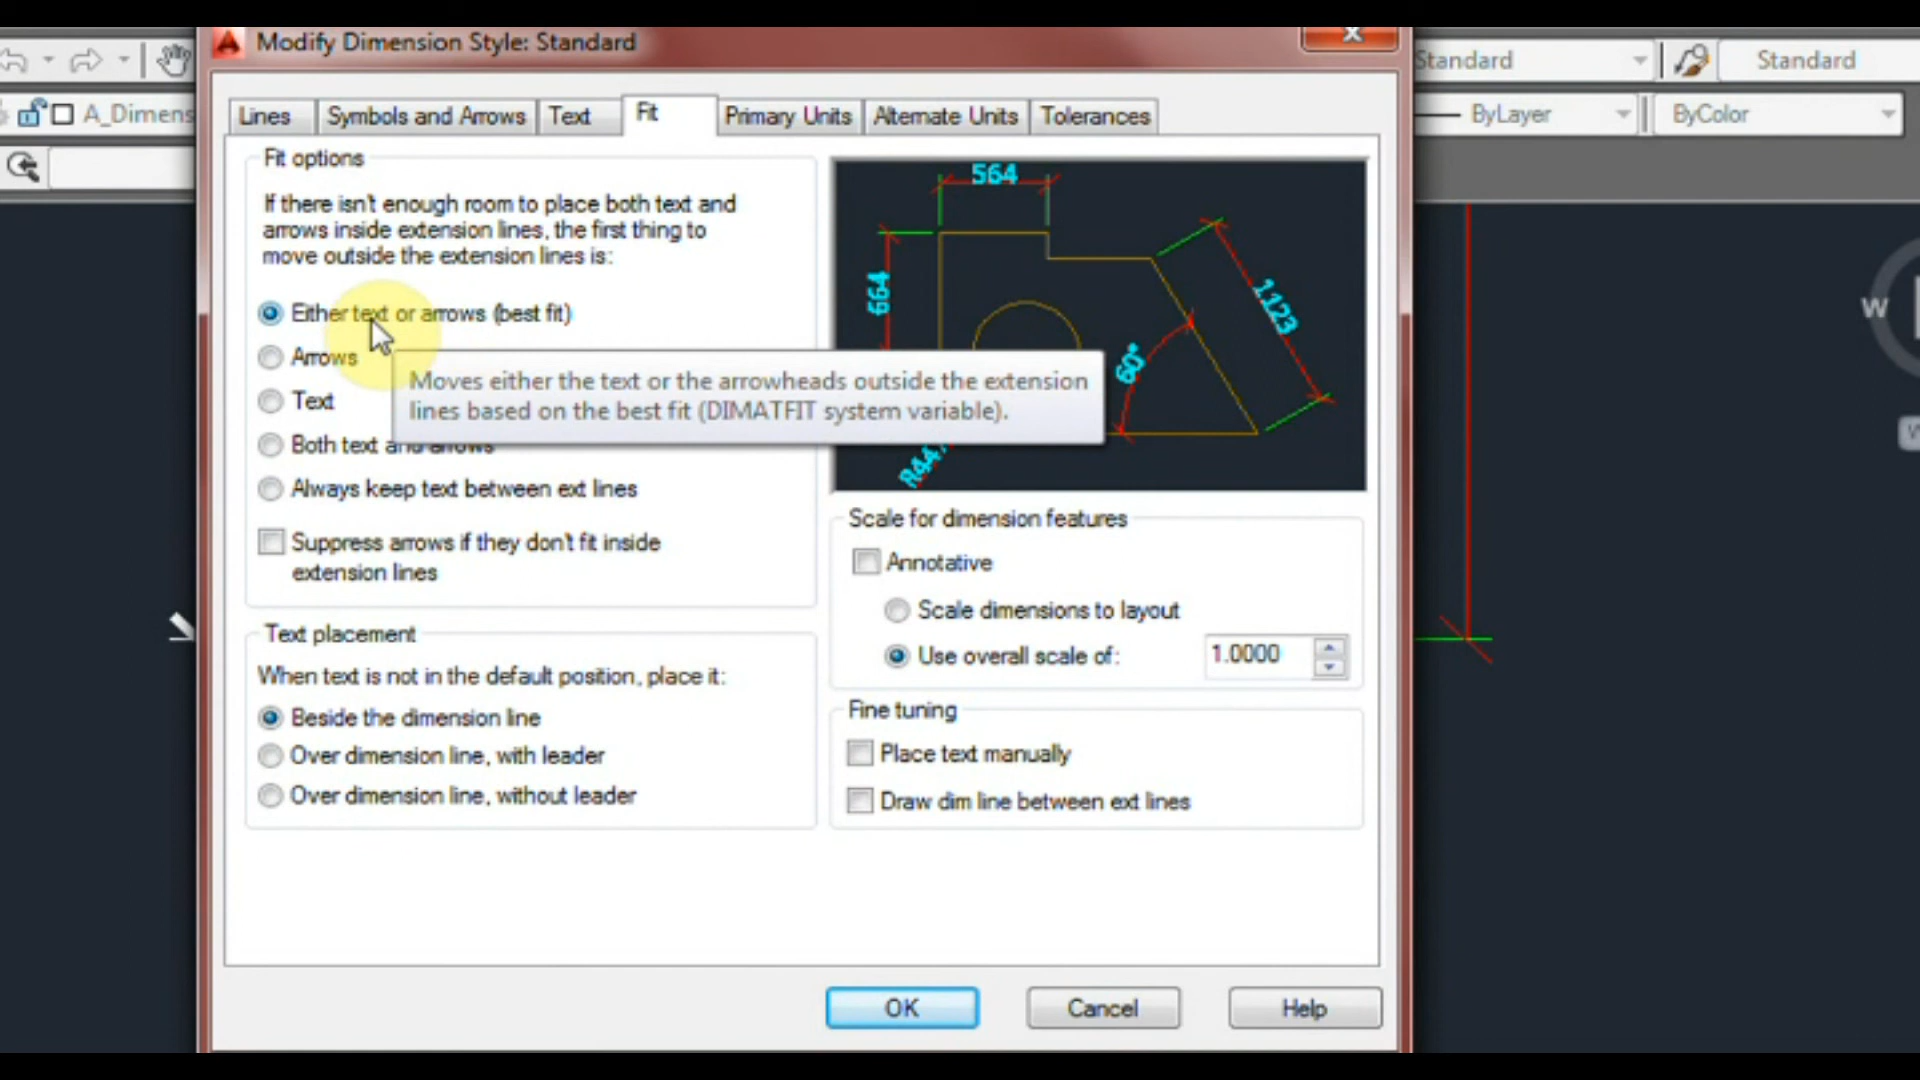 Modify Dimension Style: Standard
Standard
Standard
A_Dimens
ByLayer
ByColor
Lines
Symbols and Arrows
Text
Fit
Primary Units
Alternate Units
Tolerances
Fit options
If there isn't enough room to place both text and
arrows inside extension lines, the first thing to
move outside the extension lines is:
Either text or arrows (best fit)
Arrows
Moves either the text or the arrowheads outside the extension
lines based on the best fit (DIMATFIT system variable).
Text
Both text and arrows
Always keep text between ext lines
Suppress arrows if they don't fit inside
extension lines
564
664
1123
60°
W
Scale for dimension features
Annotative
Scale dimensions to layout
Use overall scale of:
1.0000
Text placement
When text is not in the default position, place it:
Beside the dimension line
Over dimension line, with leader
Over dimension line, without leader
Fine tuning
Place text manually
Draw dim line between ext lines
OK
Cancel
Help